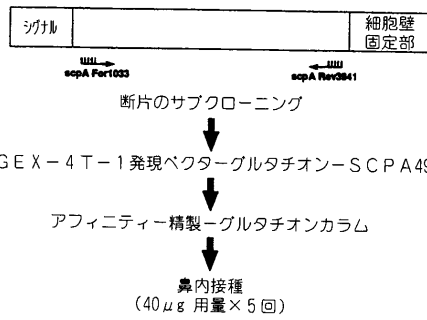 シグナル
細胞壁
固定部
scpA For1033
scpA Rev3941
断片のサブクローニング
GEX-4T-1発現ベクターグルタチオン-SCPA49
アフィニティー精製-グルタチオンカラム
鼻内接種
(40μg 用量×5回)